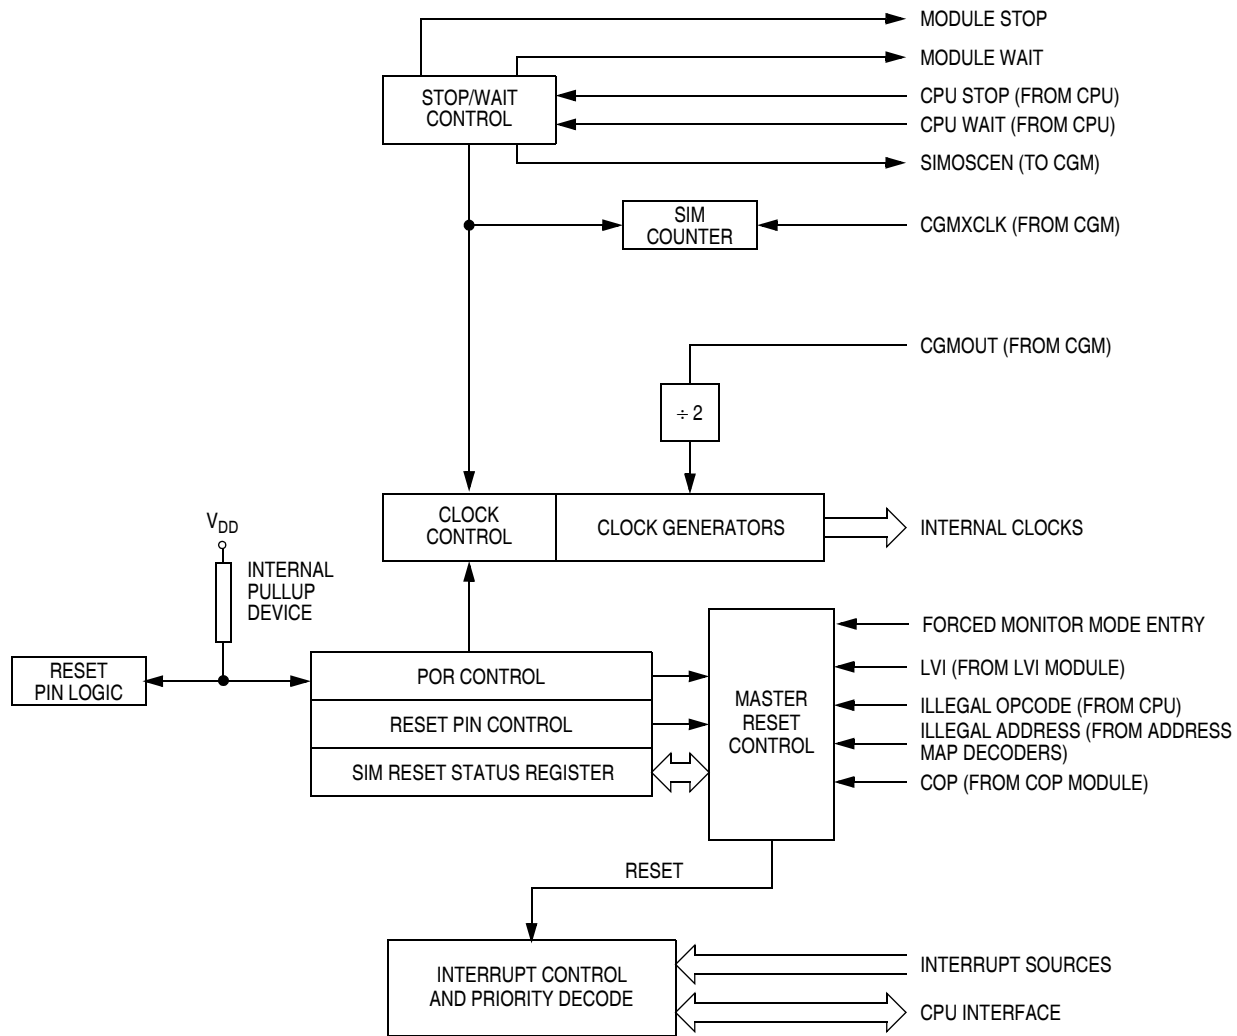 MODULE STOP
MODULE WAIT
STOP/WAIT
CONTROL
CPU STOP (FROM CPU)
CPU WAIT (FROM CPU)
SIMOSCEN (TO CGM)
SIM
COUNTER
CGMXCLK (FROM CGM)
CGMOUT (FROM CGM)
÷ 2
CLOCK
CONTROL
CLOCK GENERATORS
INTERNAL CLOCKS
VDD
INTERNAL
PULLUP
DEVICE
RESET
PIN LOGIC
POR CONTROL
RESET PIN CONTROL
SIM RESET STATUS REGISTER
MASTER
RESET
CONTROL
FORCED MONITOR MODE ENTRY
LVI (FROM LVI MODULE)
ILLEGAL OPCODE (FROM CPU)
ILLEGAL ADDRESS (FROM ADDRESS
MAP DECODERS)
COP (FROM COP MODULE)
RESET
INTERRUPT CONTROL
AND PRIORITY DECODE
INTERRUPT SOURCES
CPU INTERFACE